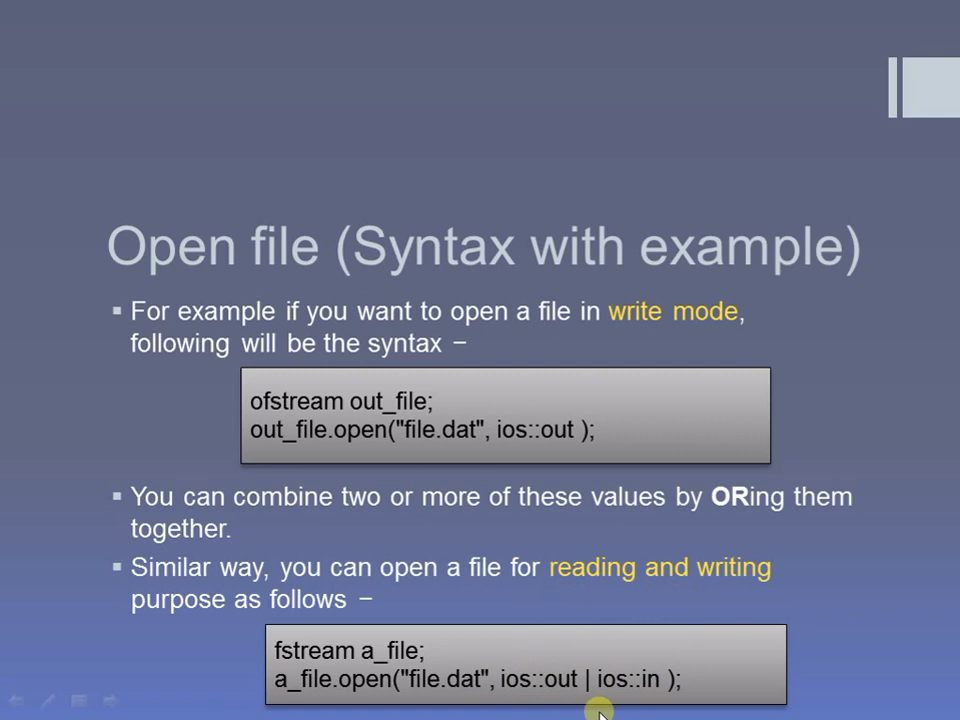 Open file (Syntax with example)
For example if you want to open a file in write mode,
following will be the syntax −
ofstream out_file;
out_file.open("file.dat", ios::out );
You can combine two or more of these values by ORing them
together.
Similar way, you can open a file for reading and writing
purpose as follows −
fstream a_file;
a_file.open("file.dat", ios::out | ios::in );